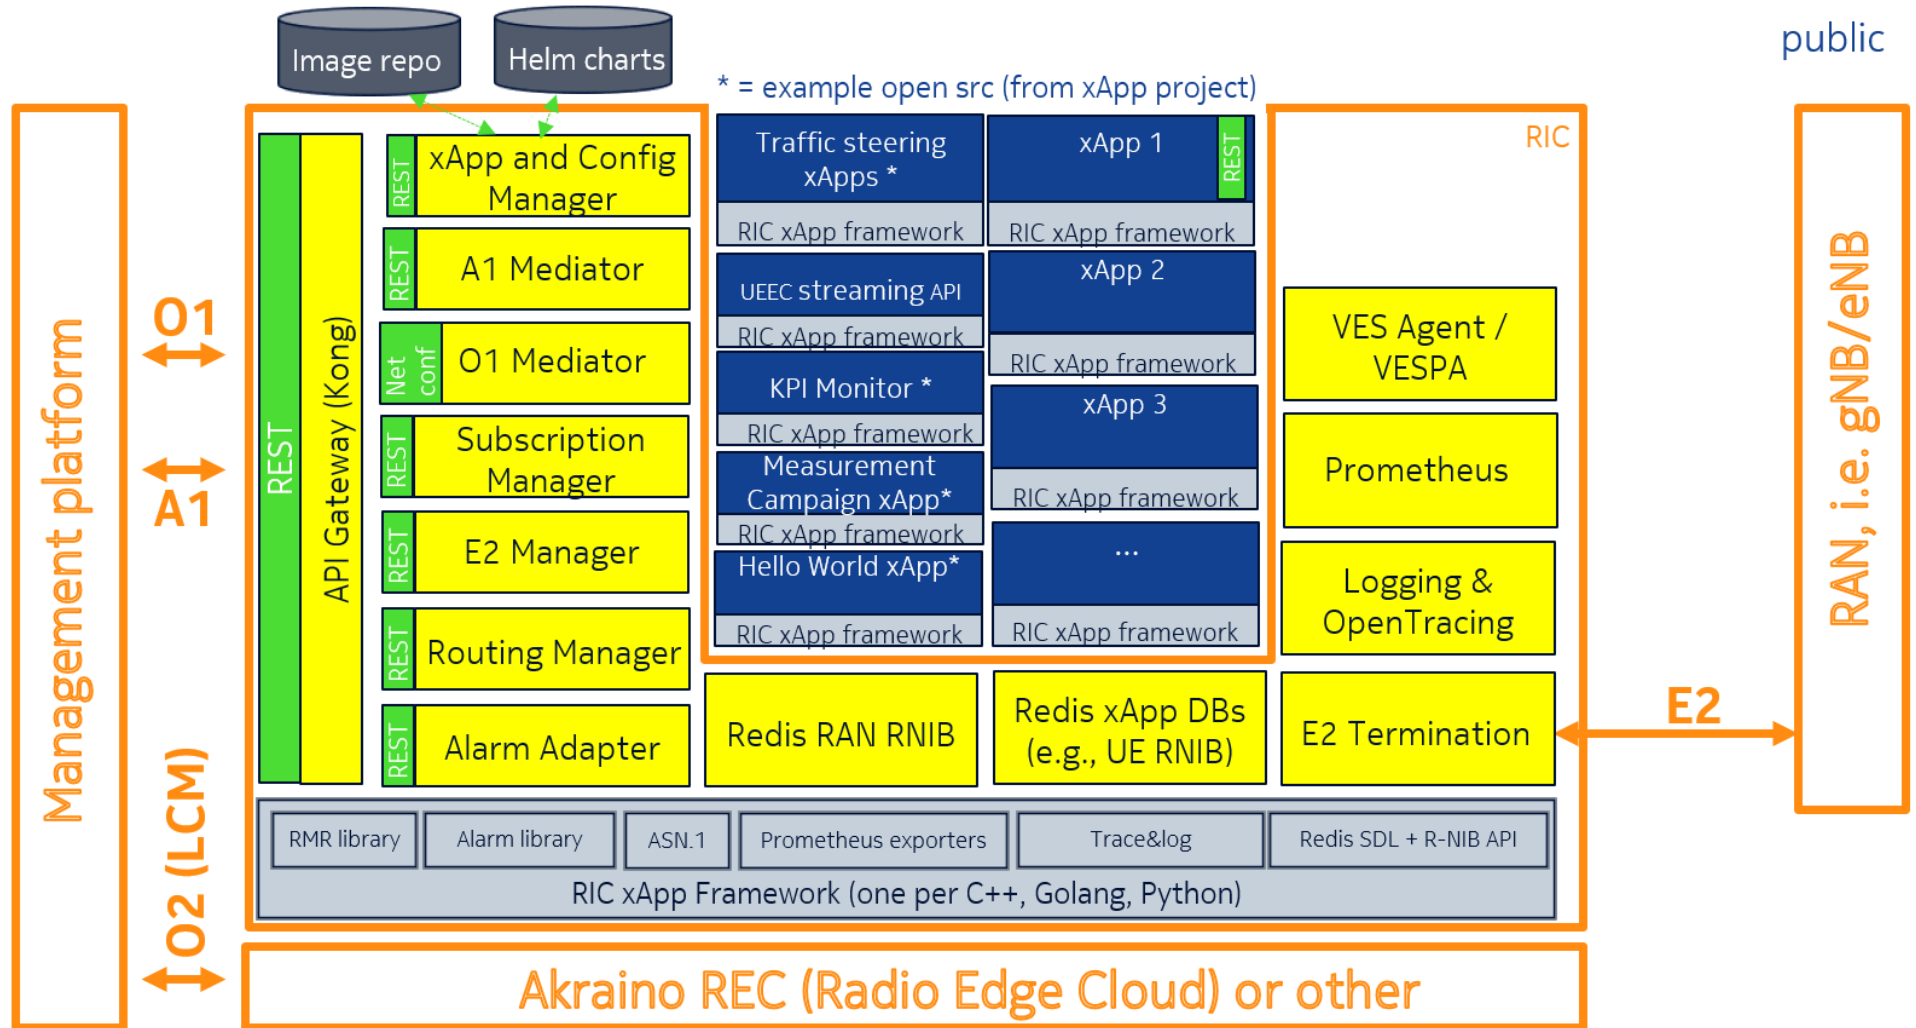 public
Image repo
Helm charts
* = example open src (from xApp project)
RIC
Management platform
O1
A1
O2 (LCM)
REST
API Gateway (Kong)
REST
xApp and Config
Manager
REST
A1 Mediator
Net
conf
O1 Mediator
REST
Subscription
Manager
REST
E2 Manager
REST
Routing Manager
REST
Alarm Adapter
Traffic steering
xApps *
RIC xApp framework
UEEC streaming API
RIC xApp framework
KPI Monitor *
RIC xApp framework
Measurement
Campaign xApp*
RIC xApp framework
Hello World xApp*
RIC xApp framework
xApp 1
REST
RIC xApp framework
xApp 2
RIC xApp framework
xApp 3
RIC xApp framework
...
RIC xApp framework
VES Agent /
VESPA
Prometheus
Logging &
OpenTracing
Redis RAN RNIB
Redis xApp DBs
(e.g., UE RNIB)
E2 Termination
E2
RAN, i.e. gNB/eNB
RMR library
Alarm library
ASN.1
Prometheus exporters
Trace&log
Redis SDL + R-NIB API
RIC xApp Framework (one per C++, Golang, Python)
Akraino REC (Radio Edge Cloud) or other